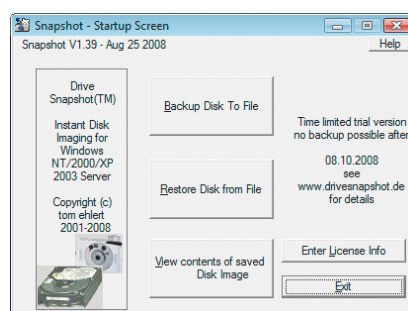 Snapshot - Startup Screen
Snapshot V1.39 - Aug 25 2008
Help
Drive
Snapshot(TM)
Instant Disk
Imaging for
Windows
NT/2000/XP
2003 Server
Copyright (c)
tom ehlert
2001-2008
Backup Disk To File
Restore Disk from File
View contents of saved
Disk Image
Time limited trial version
no backup possible after
08.10.2008
see
www.drivesnapshot.de
for details
Enter License Info
Exit